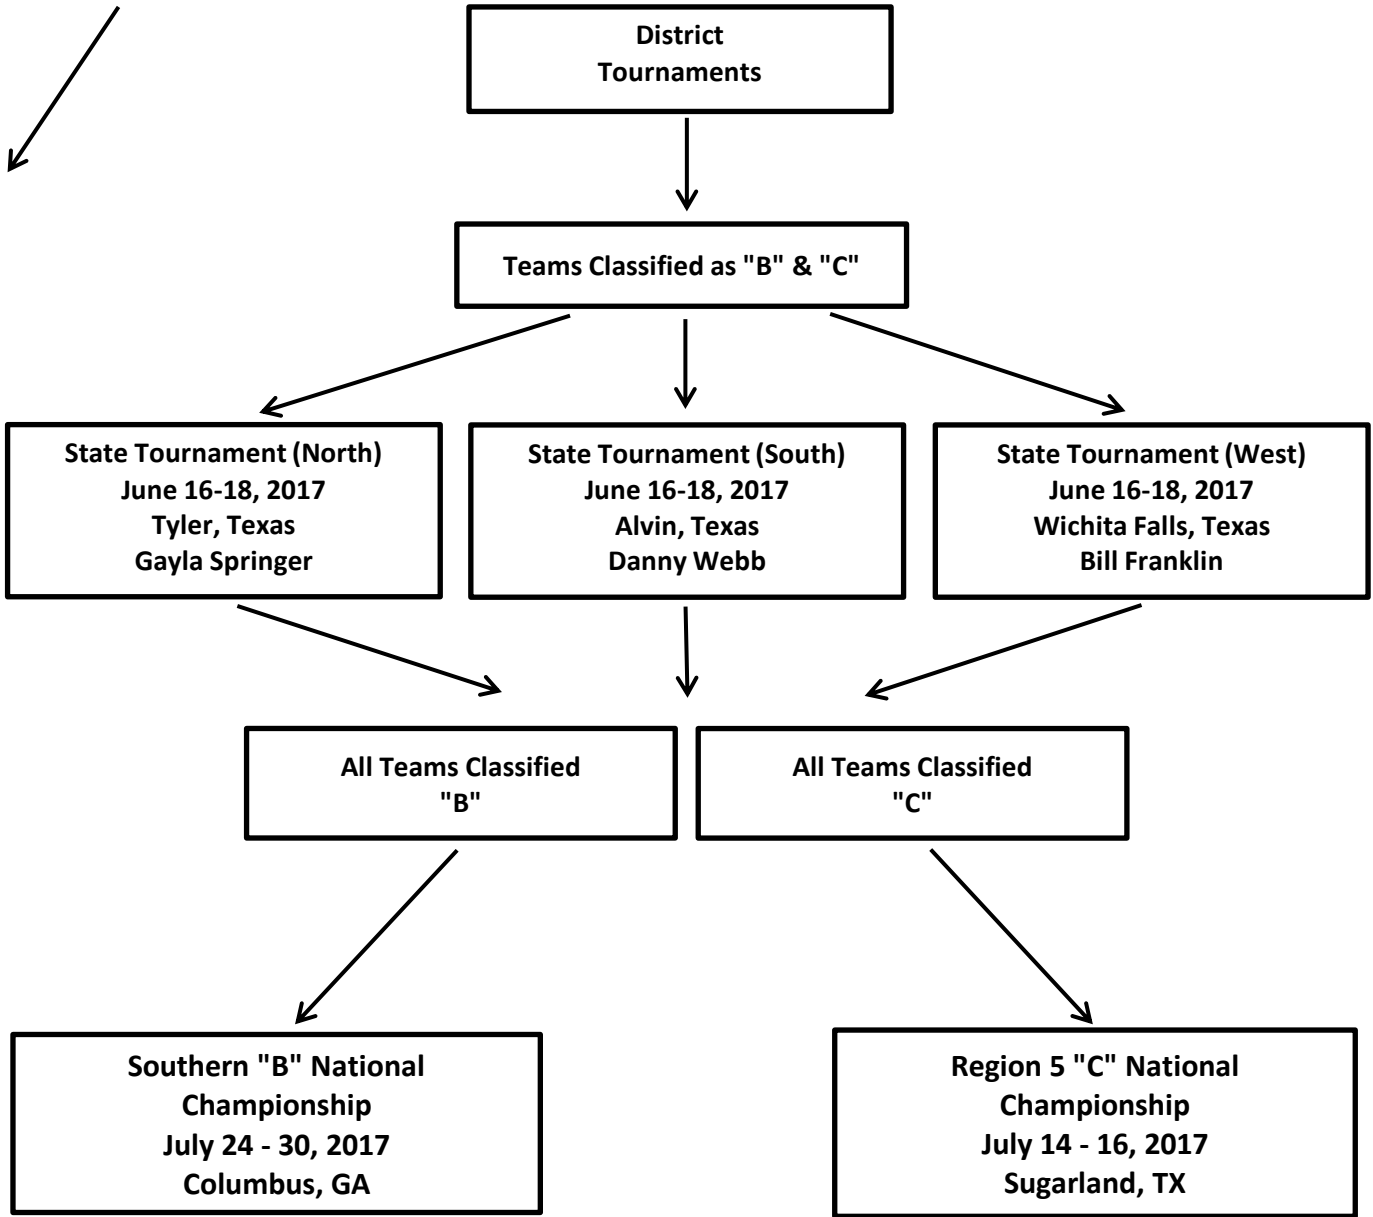 District
Tournaments
Teams Classified as "B" & "C"
State Tournament (North)
June 16-18, 2017
Tyler, Texas
Gayla Springer
State Tournament (South)
June 16-18, 2017
Alvin, Texas
Danny Webb
State Tournament (West)
June 16-18, 2017
Wichita Falls, Texas
Bill Franklin
All Teams Classified
"B"
All Teams Classified
"C"
Southern "B" National
Championship
July 24 - 30, 2017
Columbus, GA
Region 5 "C" National
Championship
July 14 - 16, 2017
Sugarland, TX